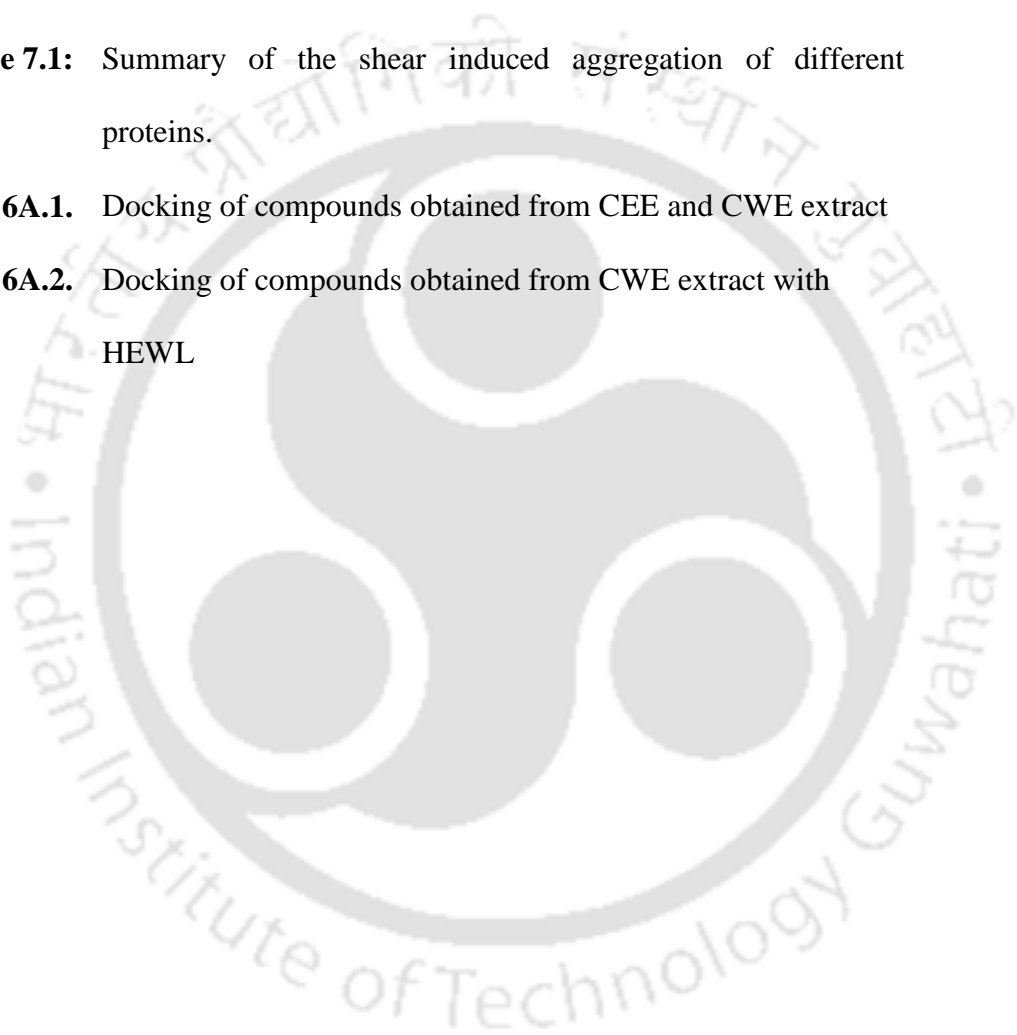 e 7.1: Summary of the shear induced aggregation of different
proteins.
6A.1. Docking of compounds obtained from CEE and CWE extract
6A.2. Docking of compounds obtained from CWE extract with
HEWL
भारतीय प्रौद्योगिकी संस्थान गुवाहाटी
• Indian Institute of Technology Guwahati •